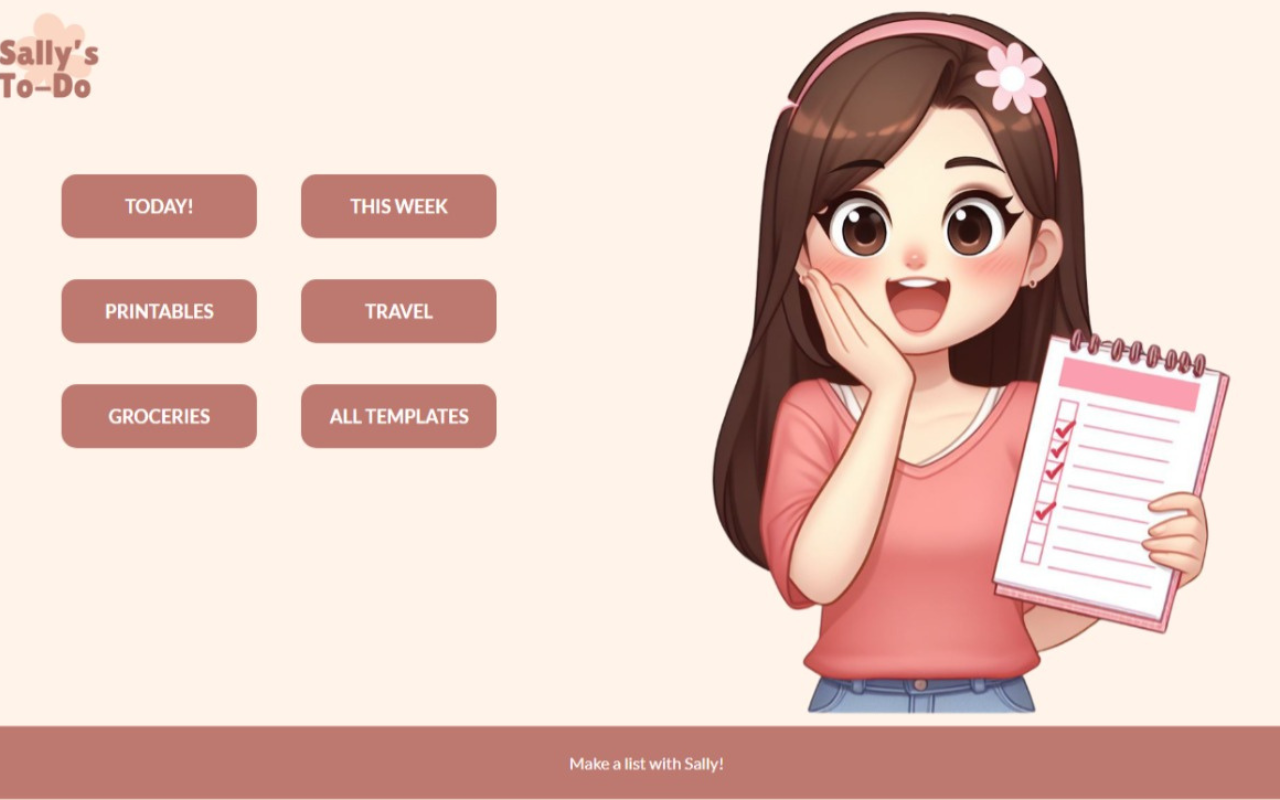 Sally's
To-Do
TODAY!
THIS WEEK
PRINTABLES
TRAVEL
GROCERIES
ALL TEMPLATES
Make a list with Sally!